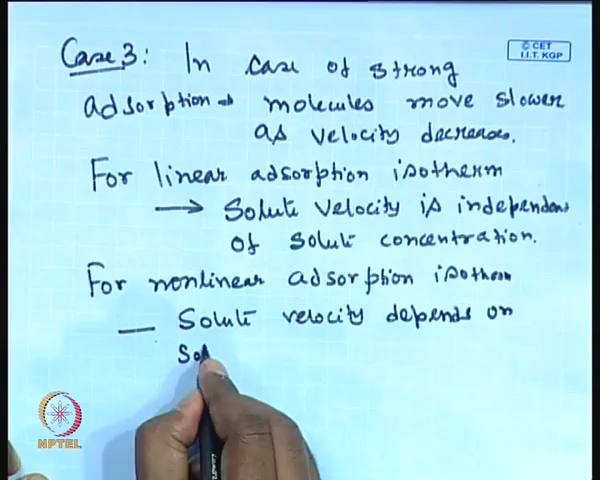 © CET
I.I.T. KGP
Case 3: In case of strong
adsorption → molecules move slower
as velocity decreases.
For linear adsorption isotherm
→ Solute velocity is independent
of solute concentration.
For nonlinear adsorption isotherm
— Solute velocity depends on
So
NPTEL